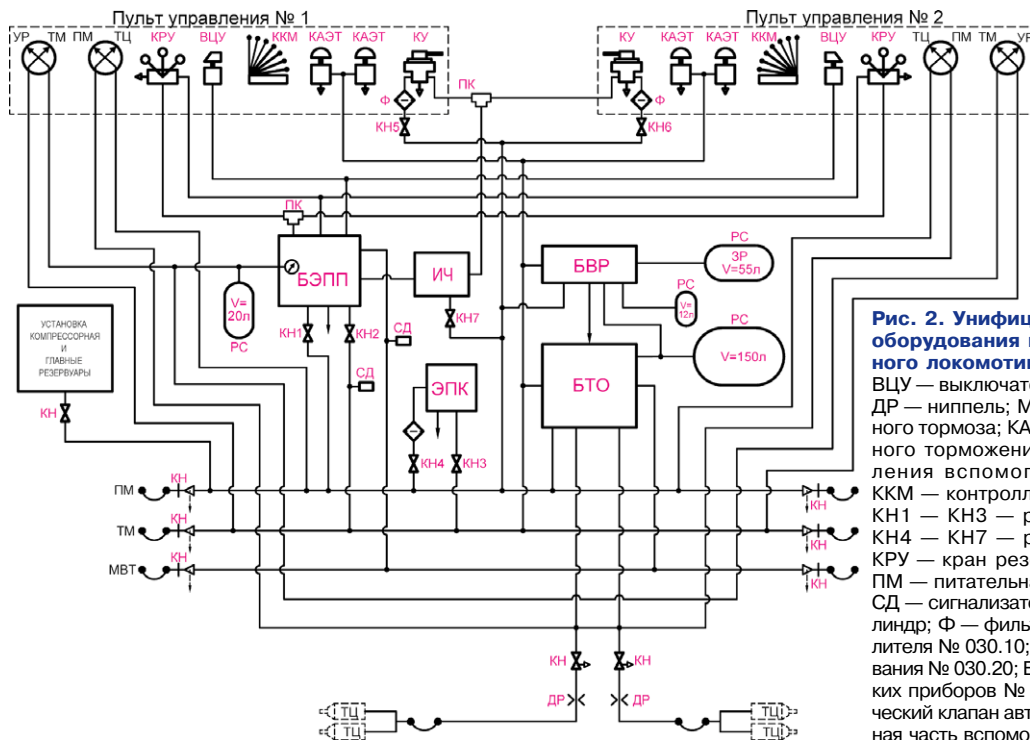 Пульт управления № 1
Пульт управления № 2
УР ТМ ПМ ТЦ КРУ ВЦУ ККМ КАЭТ КАЭТ КУ
КУ КАЭТ КАЭТ ККМ ВЦУ КРУ ТЦ ПМ ТМ УР
Ф
ПК
Ф
КН5
КН6
ПК
БЭПП
ИЧ
БВР
РС
ЗР
V=55л
V=
20л
РС
РС
V=
12л
КН1
КН2
СД
КН7
РС
V=150л
УСТАНОВКА
КОМПРЕССОРНАЯ
И
ГЛАВНЫЕ
РЕЗЕРВУАРЫ
СД
ЭПК
БТО
КН
КН4
КН3
ПМ
КН
КН
ТМ
КН
КН
МВТ
КН
КН
КН
КН
ДР
ДР
ТЦ
ТЦ
ТЦ
ТЦ
Рис. 2. Унифиц
оборудования
ного локомоти
ВЦУ — выключат
ДР — ниппель; М
ного тормоза; КА
ного торможени
ления вспомог
ККМ — контролл
КН1 — КН3 — р
КН4 — КН7 — р
КРУ — кран рез
ПМ — питательна
СД — сигнализат
линдр; Ф — филь
лителя № 030.10;
вания № 030.20;
ких приборов №
ческий клапан авт
ная часть вспомо